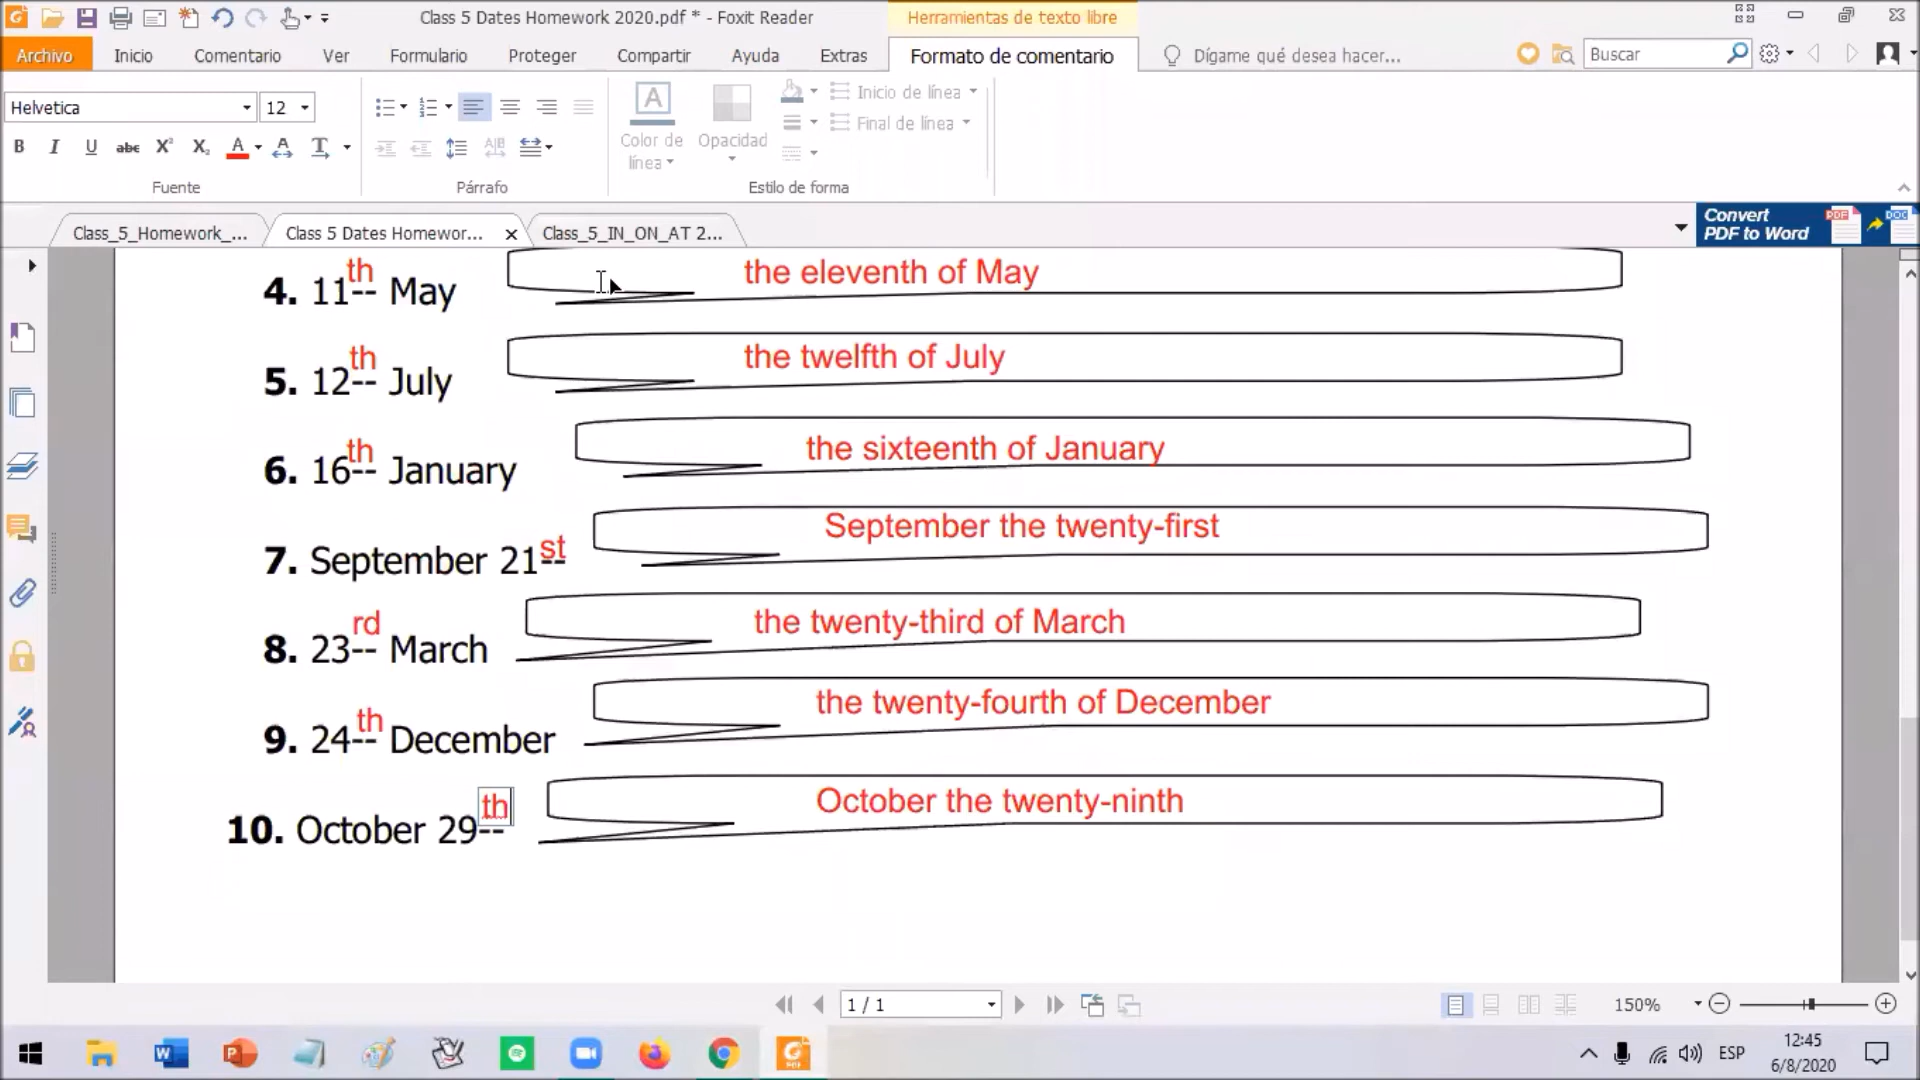 Class 5 Dates Homework 2020.pdf * - Foxit Reader
Herramientas de texto libre
Archivo
Inicio
Comentario
Ver
Formulario
Proteger
Compartir
Ayuda
Extras
Formato de comentario
Dígame qué desea hacer...
Buscar
Helvetica
12
Inicio de línea
Final de línea
Color de línea
Opacidad
Fuente
Párrafo
Estilo de forma
Class_5_Homework_...
Class 5 Dates Homewor...
Class_5_IN_ON_AT 2...
Convert
PDF to Word
4. 11th-- May the eleventh of May
5. 12th-- July the twelfth of July
6. 16th-- January the sixteenth of January
7. September 21st-- September the twenty-first
8. 23rd-- March the twenty-third of March
9. 24th-- December the twenty-fourth of December
10. October 29th-- October the twenty-ninth
1 / 1
150%
ESP
12:45
6/8/2020